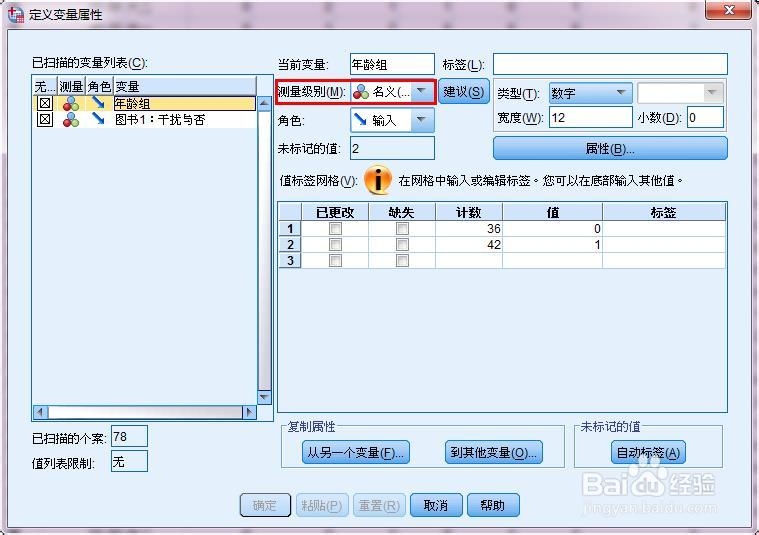 定义变量属性
已扫描的变量列表(C):
无... 测量 角色 变量
年龄组
图书1：干扰与否
已扫描的个案: 78
值列表限制: 无
当前变量: 年龄组 标签(L):
测量级别(M): 名义(... 建议(S) 类型(T): 数字
角色: 输入 宽度(W): 12 小数(D): 0
未标记的值: 2 属性(B)...
值标签网格(V): i 在网格中输入或编辑标签。您可以在底部输入其他值。
已更改 缺失 计数 值 标签
1 36 0
2 42 1
3
复制属性 未标记的值
从另一个变量(F)... 到其他变量(O)... 自动标签(A)
确定 粘贴(P) 重置(R) 取消 帮助
Baidu 经验
jingyan.baidu.com